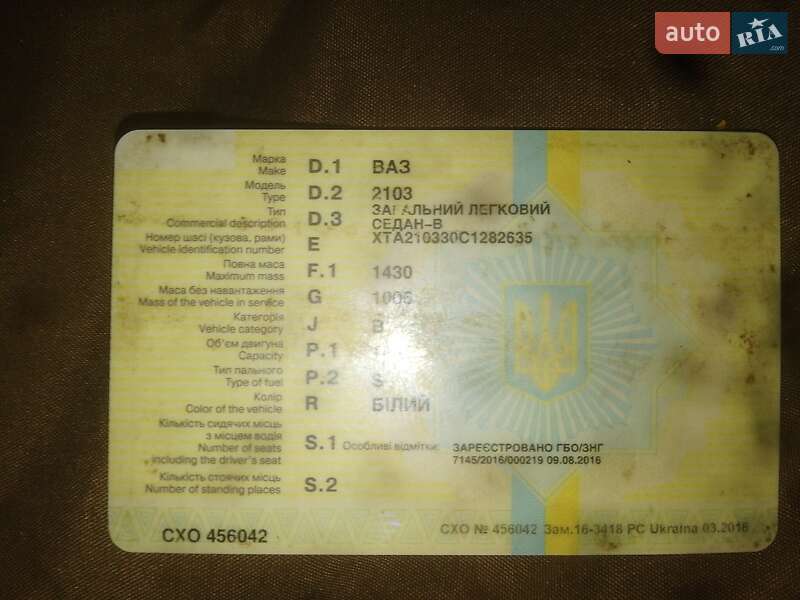 auto RIA .com
Марка
Make D.1 ВАЗ
Модель
Type D.2 2103
Тип
Commercial description D.3 ЗАГАЛЬНИЙ ЛЕГКОВИЙ
СЕДАН-В
Номер шасі (кузова, рами)
Vehicle identification number E XTA210330C1282635
Повна маса
Maximum mass F.1 1430
Маса без навантаження
Mass of the vehicle in service G
Категорія
Vehicle category J B
Об'єм двигуна
Capacity P.1
Тип пального
Type of fuel P.2
Колір
Color of the vehicle R БІЛИЙ
Кількість сидячих місць
з місцем водія
Number of seats
including the driver's seat S.1 Особливі відмітки: ЗАРЕЄСТРОВАНО ГБО/ЗНГ
7145/2016/000219 09.08.2016
Кількість стоячих місць
Number of standing places S.2
СХО 456042
СХО № 456042 Зам.16-3418 PC Ukraina 03.2016